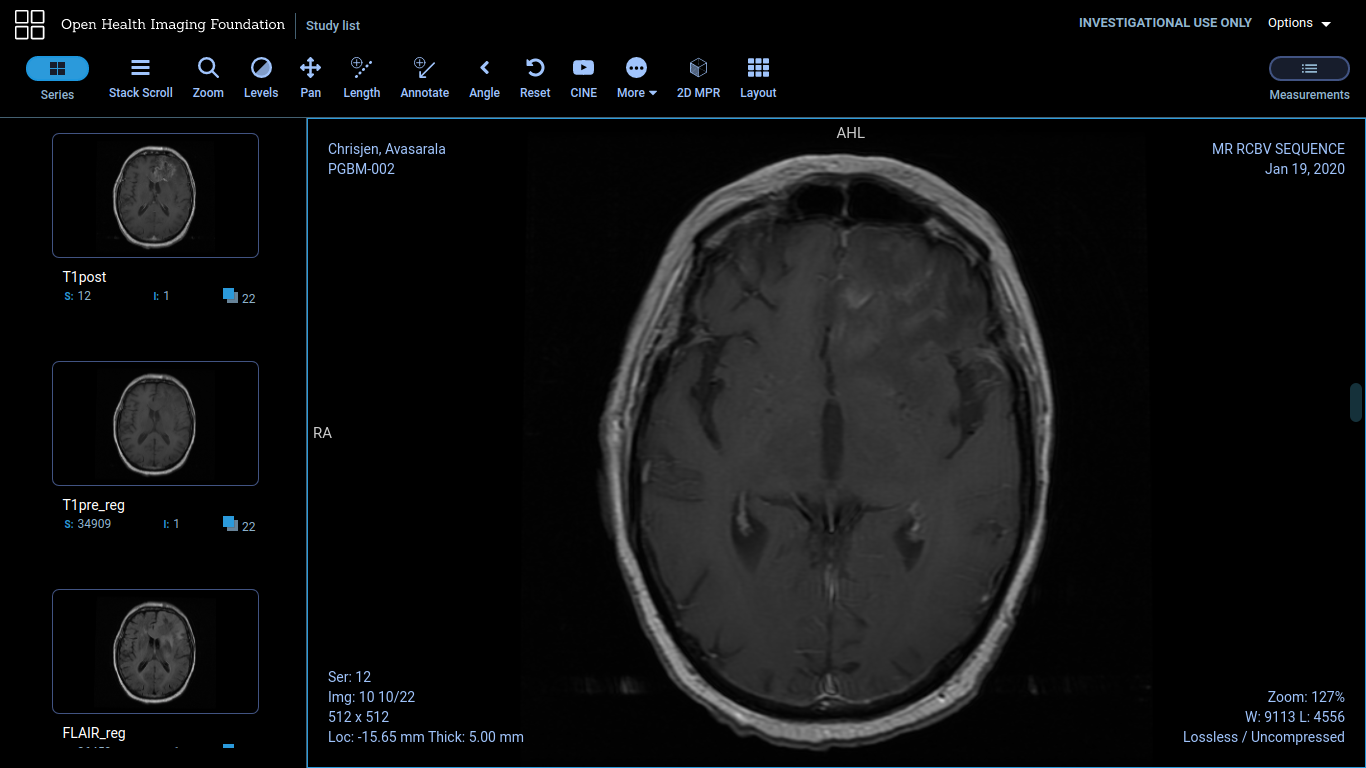 Open Health Imaging Foundation
Study list
INVESTIGATIONAL USE ONLY
Options
Series
Stack Scroll
Zoom
Levels
Pan
Length
Annotate
Angle
Reset
CINE
More
2D MPR
Layout
Measurements
T1post
S: 12 I: 1 22
T1pre_reg
S: 34909 I: 1 22
FLAIR_reg
AHL
Chrisjen, Avasarala
PGBM-002
MR RCBV SEQUENCE
Jan 19, 2020
RA
Ser: 12
Img: 10 10/22
512 x 512
Loc: -15.65 mm Thick: 5.00 mm
Zoom: 127%
W: 9113 L: 4556
Lossless / Uncompressed